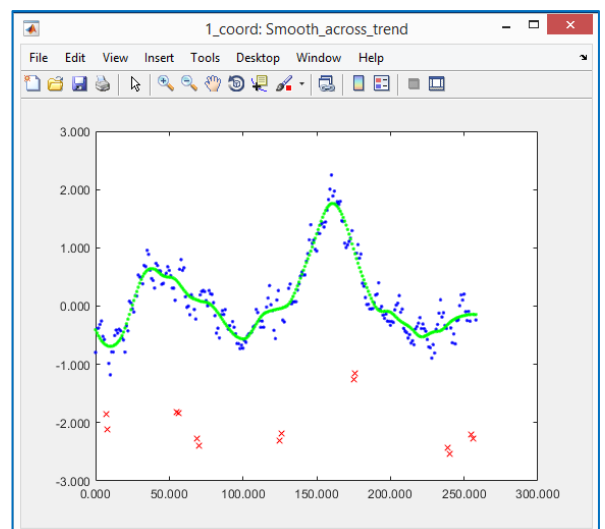 1_coord: Smooth_across_trend
File Edit View Insert Tools Desktop Window Help
3.000
2.000
1.000
0.000
-1.000
-2.000
-3.000
0.000 50.000 100.000 150.000 200.000 250.000 300.000